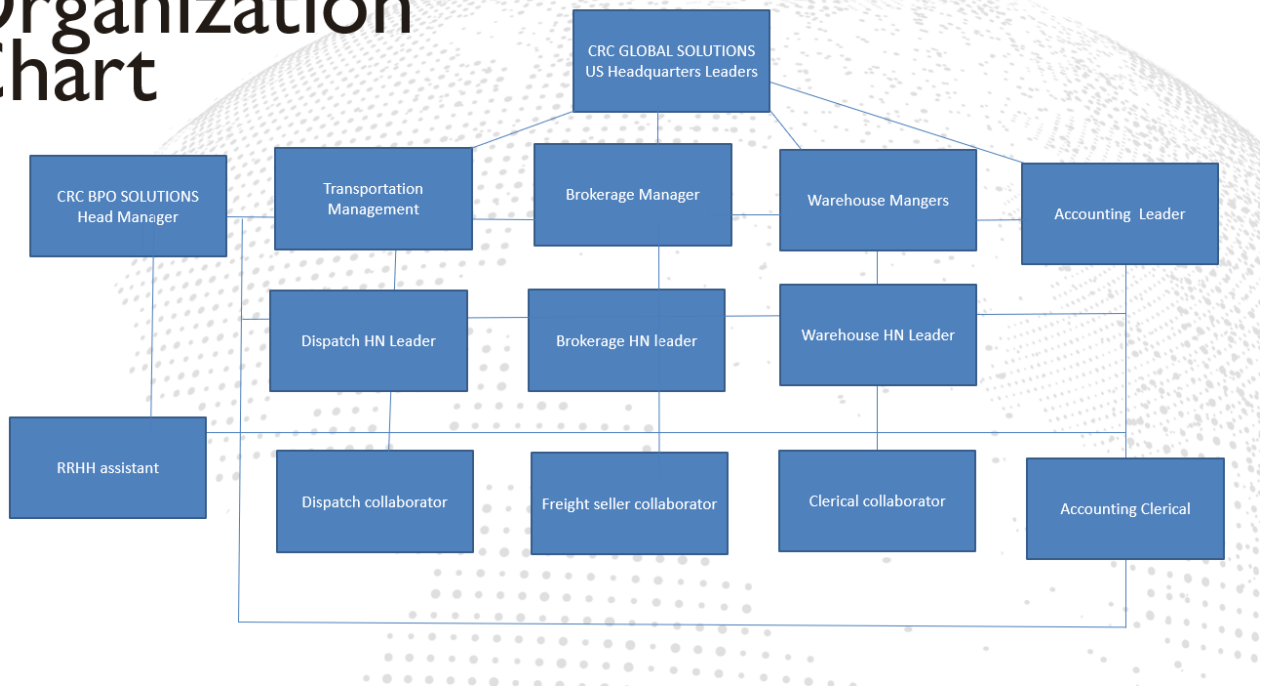 Organization
Chart
CRC GLOBAL SOLUTIONS
US Headquarters Leaders
CRC BPO SOLUTIONS
Head Manager
Transportation
Management
Brokerage Manager
Warehouse Mangers
Accounting Leader
Dispatch HN Leader
Brokerage HN leader
Warehouse HN Leader
RRHH assistant
Dispatch collaborator
Freight seller collaborator
Clerical collaborator
Accounting Clerical